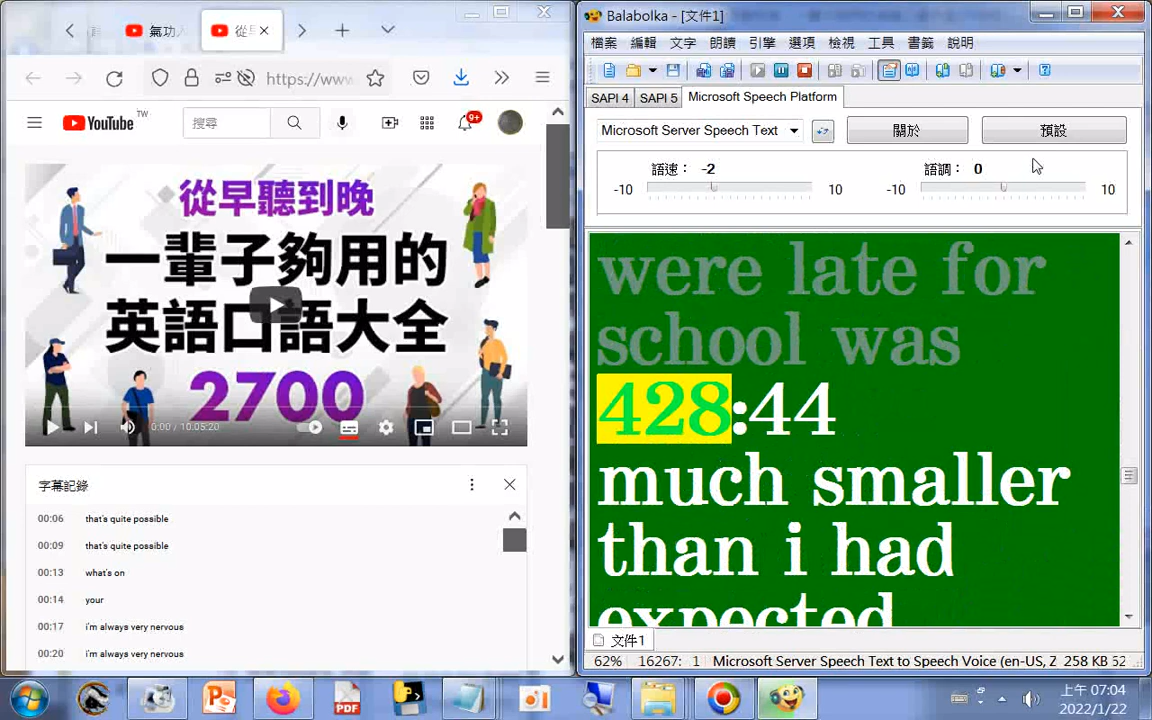 氣功
從
https://www
YouTube TW
搜尋
9+
從早聽到晚
一輩子夠用的
英語口語大全
2700
0:00 / 10:05:20
字幕記錄
00:06 that's quite possible
00:09 that's quite possible
00:13 what's on
00:14 your
00:17 i'm always very nervous
00:20 i'm always very nervous
Balabolka - [文件1]
檔案 編輯 文字 朗讀 引擎 選項 檢視 工具 書籤 說明
SAPI 4 SAPI 5 Microsoft Speech Platform
Microsoft Server Speech Text 關於 預設
語速： -2 語調： 0
-10 10 -10 10
were late for
school was
428:44
much smaller
than i had
expected
文件1
62% 16267: 1 Microsoft Server Speech Text to Speech Voice (en-US, Z 258 KB 52
PDF
上午 07:04
2022/1/22